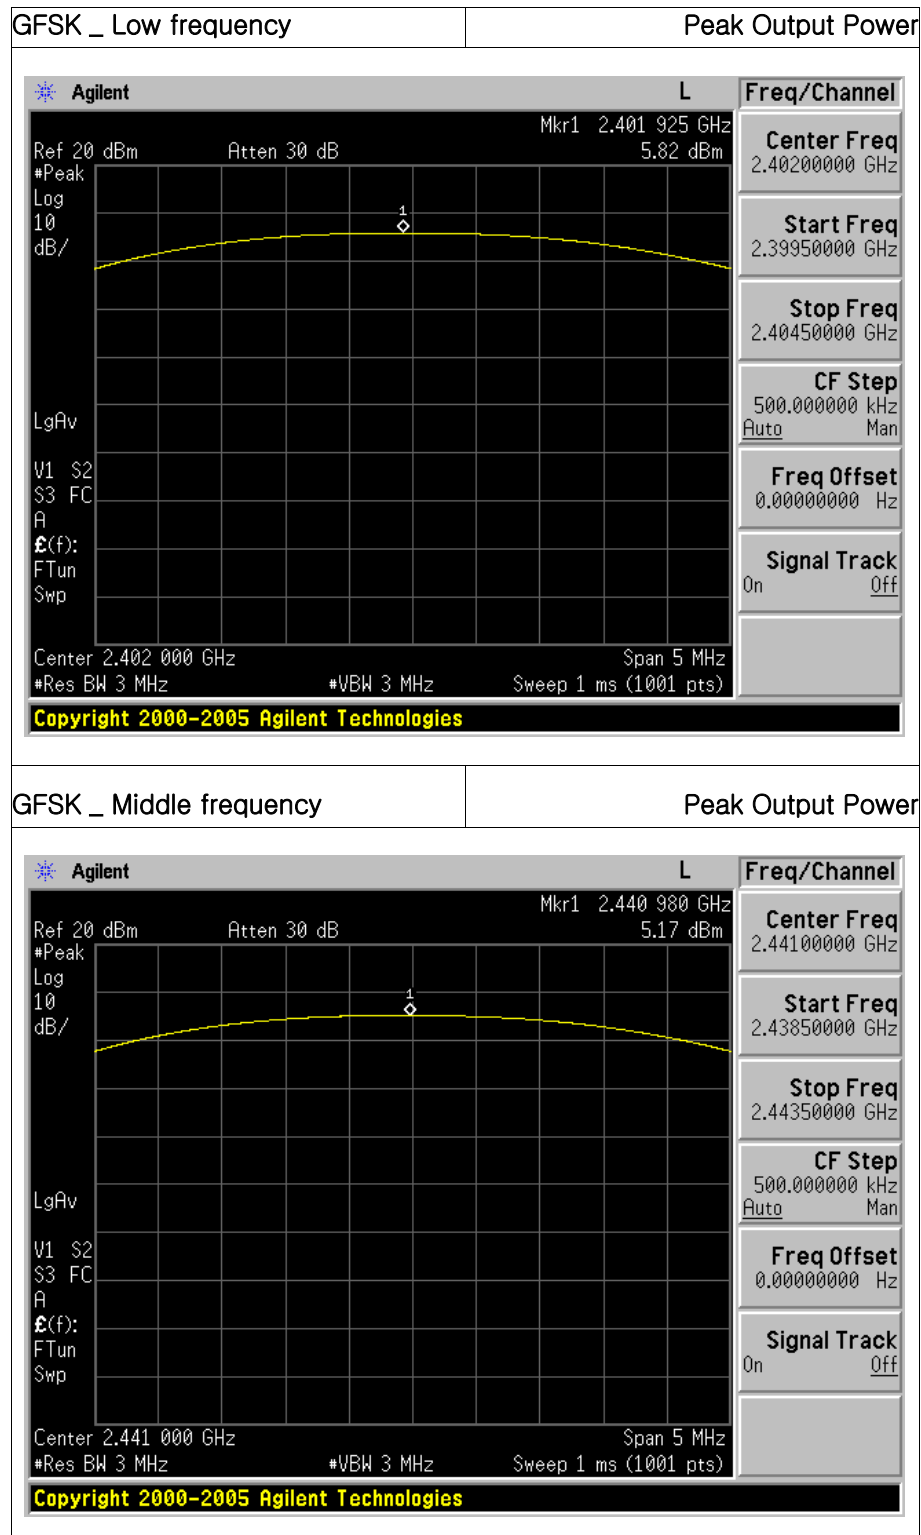 GFSK _ Low frequency Peak Output Power
Agilent L Freq/Channel
Mkr1 2.401 925 GHz
Ref 20 dBm Atten 30 dB 5.82 dBm
#Peak
Log
10
dB/
1
LgAv
V1 S2
S3 FC
A
£(f):
FTun
Swp
Center 2.402 000 GHz Span 5 MHz
#Res BW 3 MHz #VBW 3 MHz Sweep 1 ms (1001 pts)
Center Freq
2.40200000 GHz
Start Freq
2.39950000 GHz
Stop Freq
2.40450000 GHz
CF Step
500.000000 kHz
Auto Man
Freq Offset
0.00000000 Hz
Signal Track
On Off
Copyright 2000-2005 Agilent Technologies
GFSK _ Middle frequency Peak Output Power
Agilent L Freq/Channel
Mkr1 2.440 980 GHz
Ref 20 dBm Atten 30 dB 5.17 dBm
#Peak
Log
10
dB/
1
LgAv
V1 S2
S3 FC
A
£(f):
FTun
Swp
Center 2.441 000 GHz Span 5 MHz
#Res BW 3 MHz #VBW 3 MHz Sweep 1 ms (1001 pts)
Center Freq
2.44100000 GHz
Start Freq
2.43850000 GHz
Stop Freq
2.44350000 GHz
CF Step
500.000000 kHz
Auto Man
Freq Offset
0.00000000 Hz
Signal Track
On Off
Copyright 2000-2005 Agilent Technologies